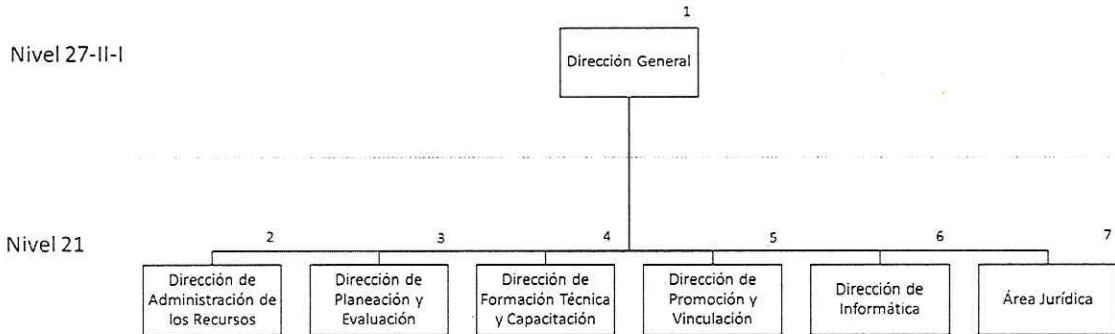 1
Nivel 27-II-I
Dirección General
Nivel 21
2
3
4
5
6
7
Dirección de
Administración de
los Recursos
Dirección de
Planeación y
Evaluación
Dirección de
Formación Técnica
y Capacitación
Dirección de
Promoción y
Vinculación
Dirección de
Informática
Área Jurídica